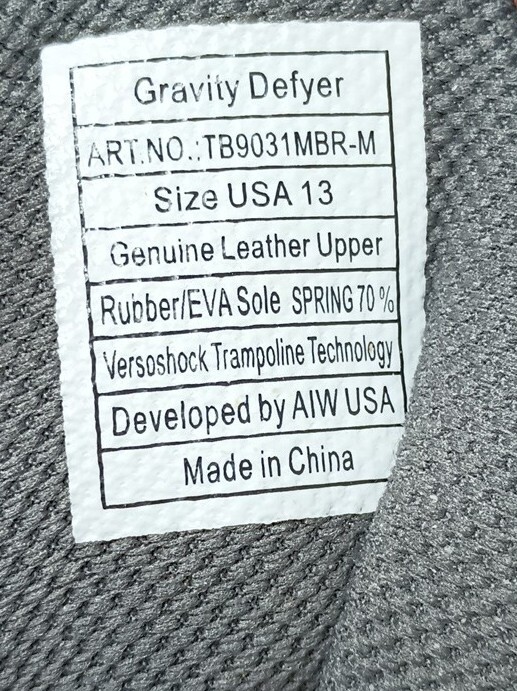 Gravity Defyer
ART.NO.:TB9031MBR-M
Size USA 13
Genuine Leather Upper
Rubber/EVA Sole SPRING 70 %
Versoshock Trampoline Technology
Developed by AIW USA
Made in China